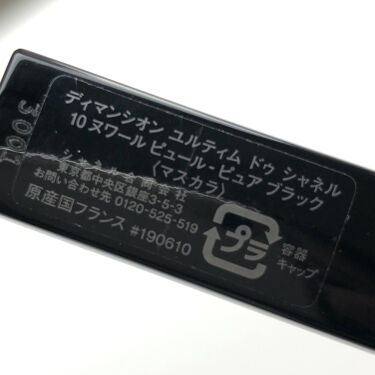 ディマンシオン ユルティム ドゥ シャネル
10 ヌワール ピュール-ピュア ブラック
(マスカラ)
シャネル合同会社
東京都中央区銀座3-5-3
お問い合わせ先 0120-525-519
原産国フランス #190610
プラ
容器
キャップ